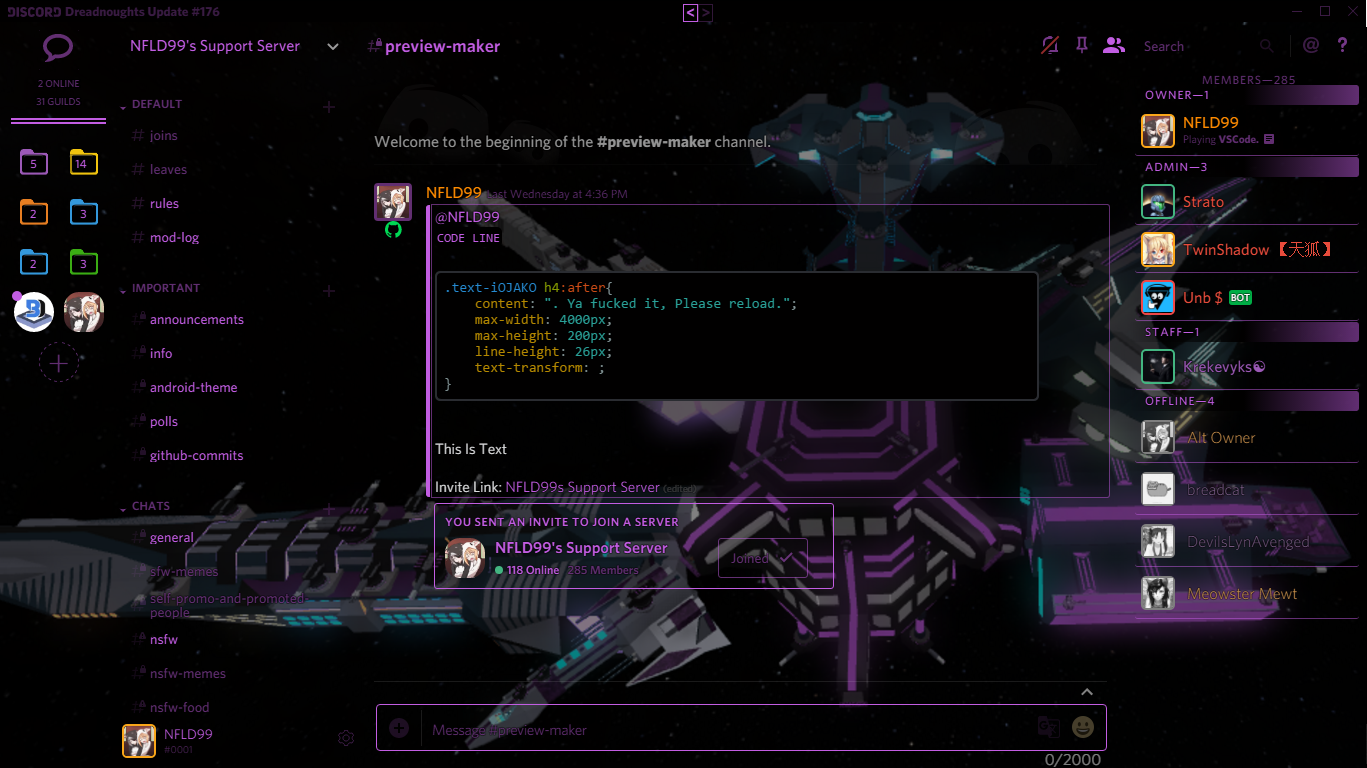 DISCORD Dreadnoughts Update #176
< >
2 ONLINE
31 GUILDS
5
14
2
3
2
3
NFLD99's Support Server
DEFAULT
joins
leaves
rules
mod-log
IMPORTANT
announcements
info
android-theme
polls
github-commits
CHATS
general
sfw-memes
self-promo-and-promoted-
people
nsfw
nsfw-memes
nsfw-food
NFLD99
#0001
preview-maker
Search
@
?
Welcome to the beginning of the #preview-maker channel.
NFLD99 Last Wednesday at 4:36 PM
@NFLD99
CODE LINE
.text-iOJAKO h4:after{
content: ". Ya fucked it, Please reload.";
max-width: 4000px;
max-height: 200px;
line-height: 26px;
text-transform: ;
}
This Is Text
Invite Link: NFLD99s Support Server (edited)
YOU SENT AN INVITE TO JOIN A SERVER
NFLD99's Support Server
118 Online 285 Members
Joined
Message #preview-maker
0/2000
MEMBERS—285
OWNER—1
NFLD99
Playing VSCode.
ADMIN—3
Strato
TwinShadow 【天狐】
Unb $ BOT
STAFF—1
Krekevyks☯
OFFLINE—4
Alt Owner
breadcat
DevilsLynAvenged
Meowster Mewt